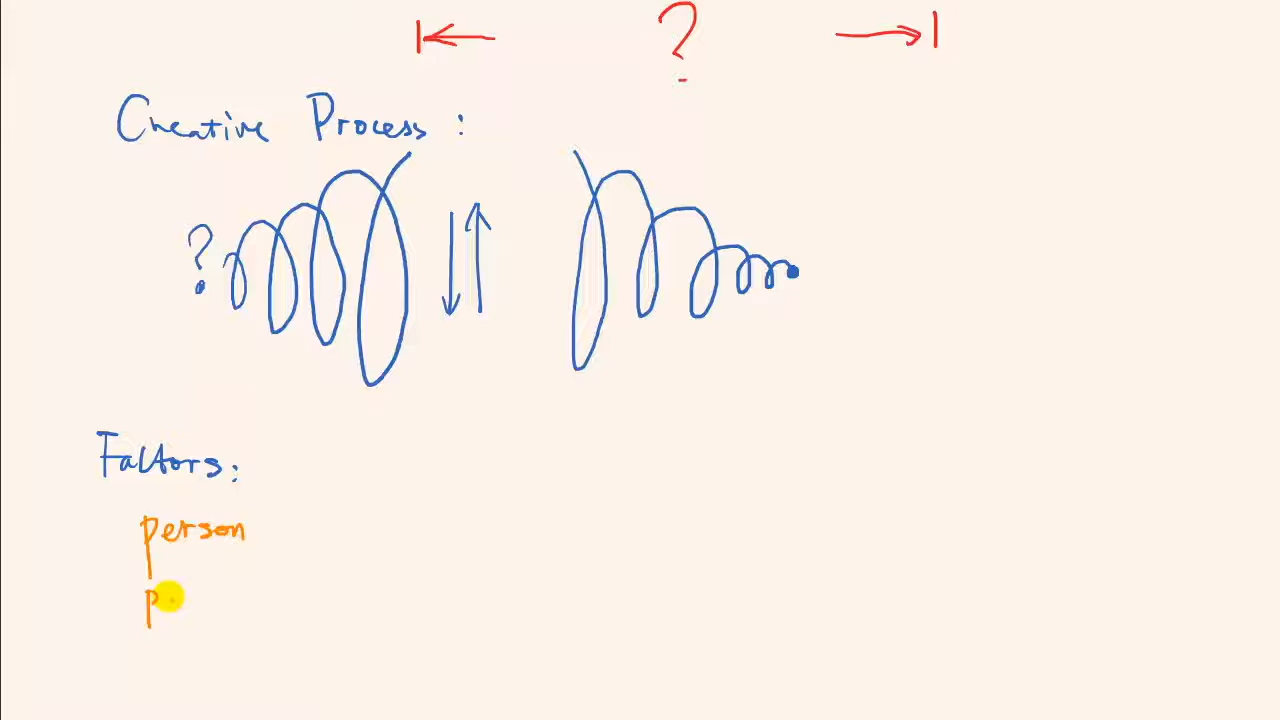 ?
Creative Process :
?
Factors:
person
p